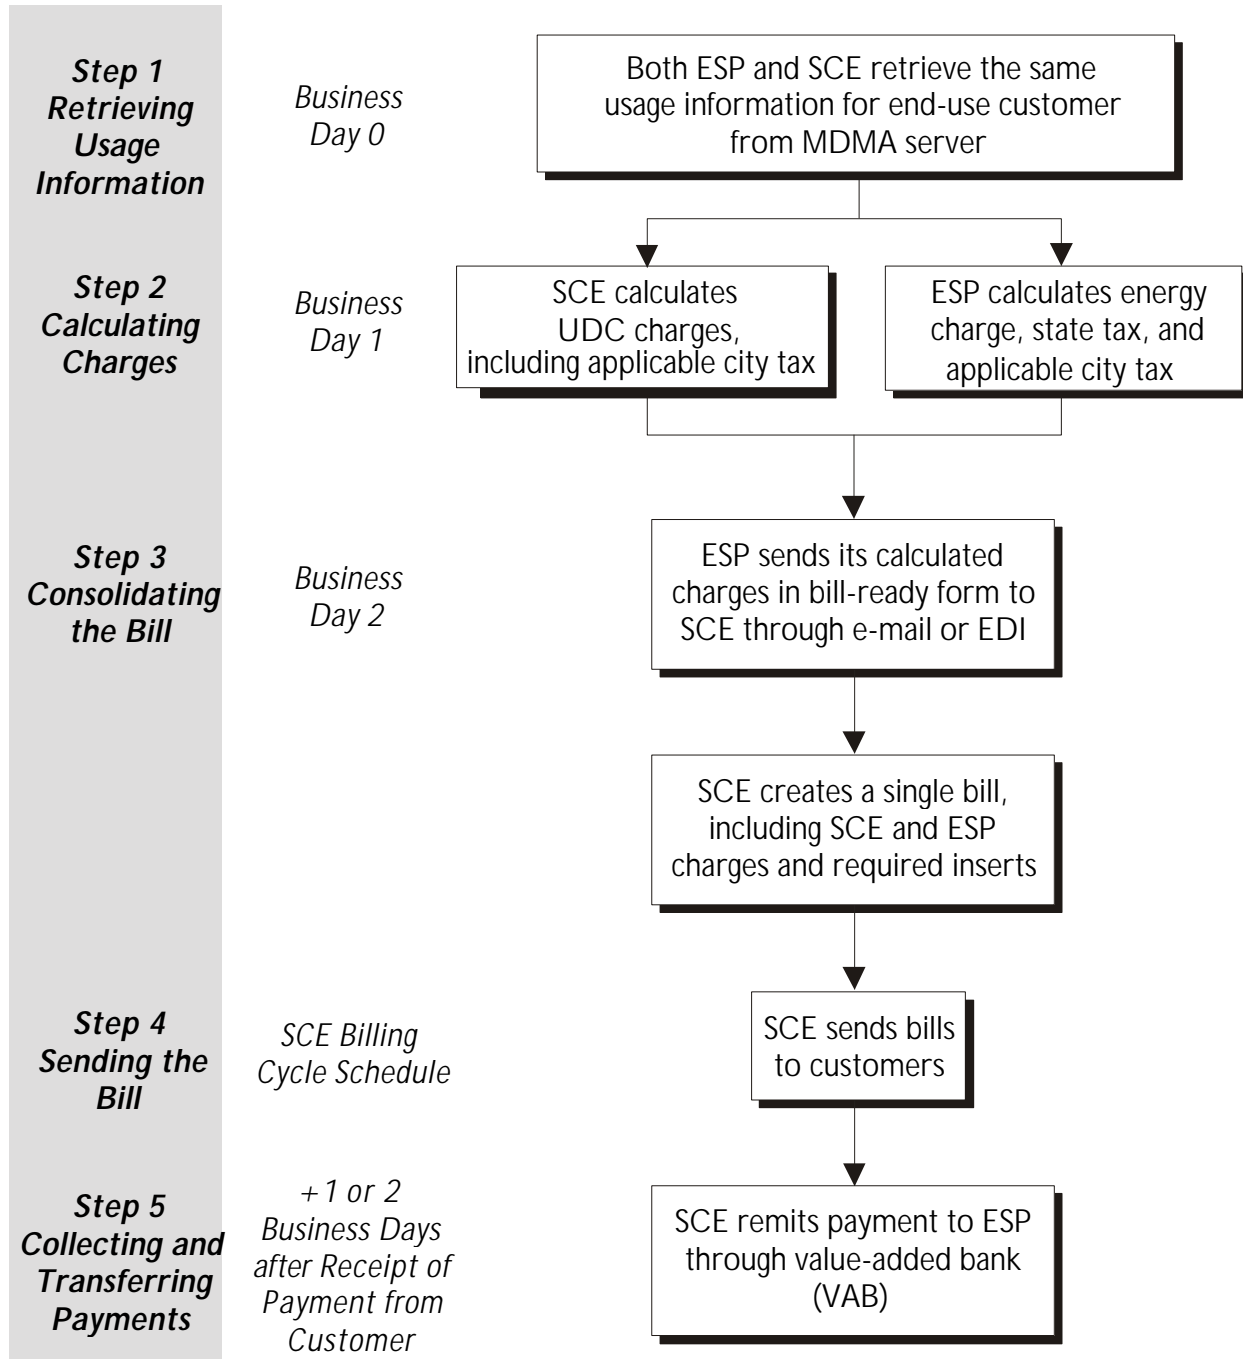 Step 1
Retrieving
Usage
Information
Business
Day 0
Both ESP and SCE retrieve the same
usage information for end-use customer
from MDMA server
Step 2
Calculating
Charges
Business
Day 1
SCE calculates
UDC charges,
including applicable city tax
ESP calculates energy
charge, state tax, and
applicable city tax
Step 3
Consolidating
the Bill
Business
Day 2
ESP sends its calculated
charges in bill-ready form to
SCE through e-mail or EDI
SCE creates a single bill,
including SCE and ESP
charges and required inserts
Step 4
Sending the
Bill
SCE Billing
Cycle Schedule
SCE sends bills
to customers
Step 5
Collecting and
Transferring
Payments
+1 or 2
Business Days
after Receipt of
Payment from
Customer
SCE remits payment to ESP
through value-added bank
(VAB)